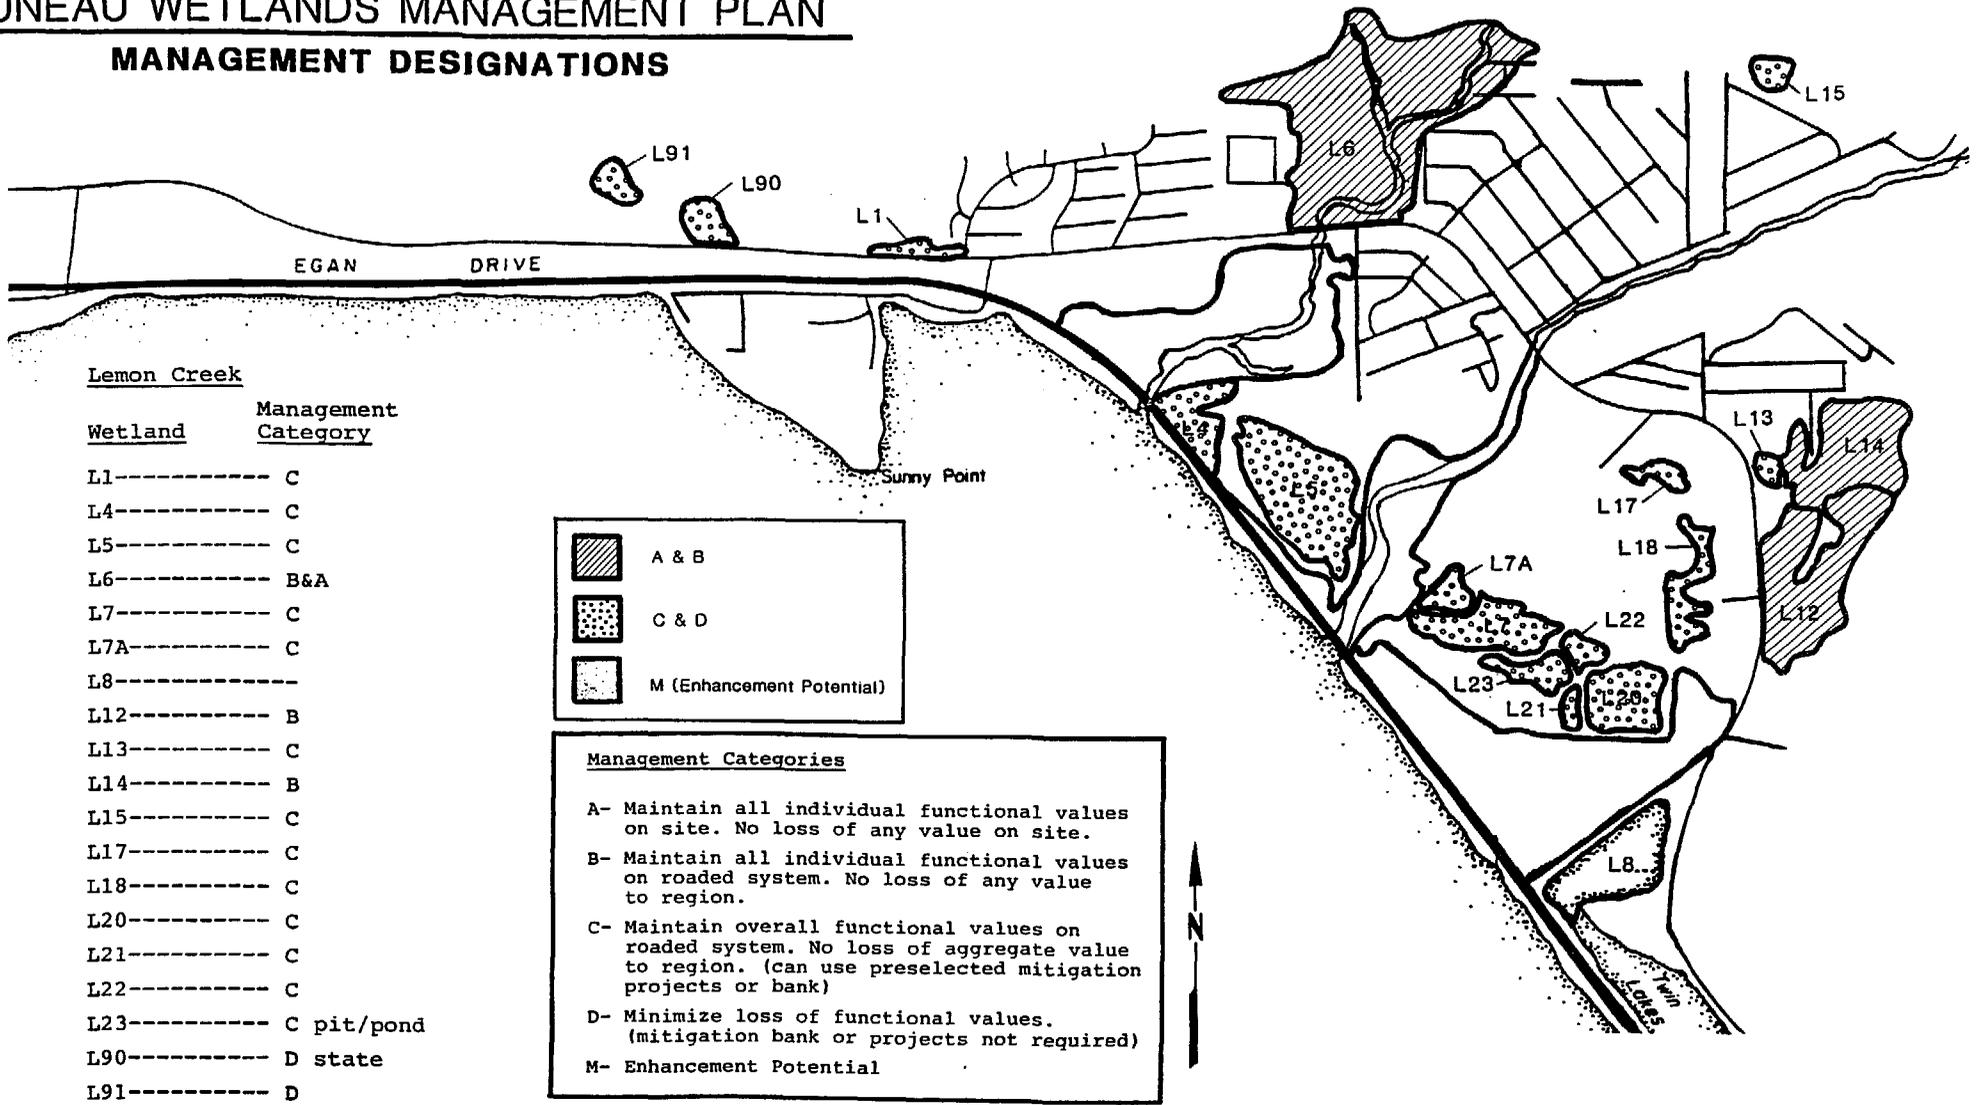 UNEAU WETLANDS MANAGEMENT PLAN
MANAGEMENT DESIGNATIONS
L91
L90
L1
L6
L15
EGAN DRIVE
Sunny Point
L4
L5
L13
L14
L17
L18
L12
L7A
L7
L22
L23
L21
L20
L8
Twin
Lakes
N
Lemon Creek
Wetland
Management
Category
L1----------- C
L4----------- C
L5----------- C
L6----------- B&A
L7----------- C
L7A---------- C
L8-------------
L12---------- B
L13---------- C
L14---------- B
L15---------- C
L17---------- C
L18---------- C
L20---------- C
L21---------- C
L22---------- C
L23---------- C pit/pond
L90---------- D state
L91---------- D
A & B
C & D
M (Enhancement Potential)
Management Categories
A- Maintain all individual functional values
on site. No loss of any value on site.
B- Maintain all individual functional values
on roaded system. No loss of any value
to region.
C- Maintain overall functional values on
roaded system. No loss of aggregate value
to region. (can use preselected mitigation
projects or bank)
D- Minimize loss of functional values.
(mitigation bank or projects not required)
M- Enhancement Potential